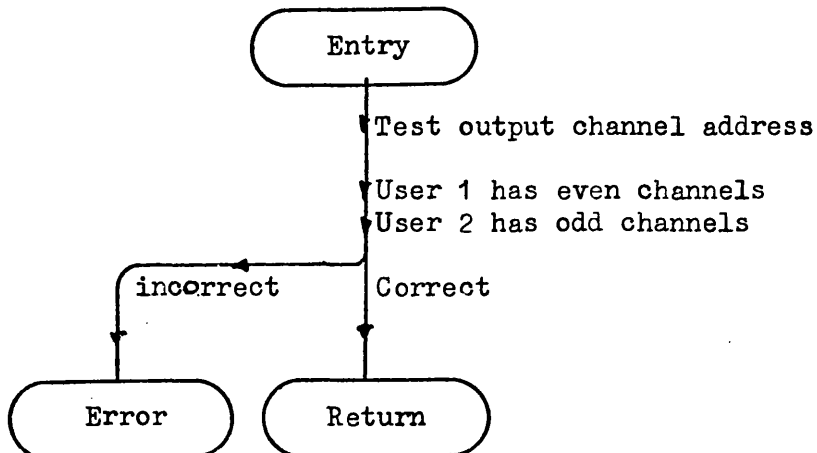 Entry
Test output channel address
User 1 has even channels
User 2 has odd channels
incorrect
Correct
Error
Return